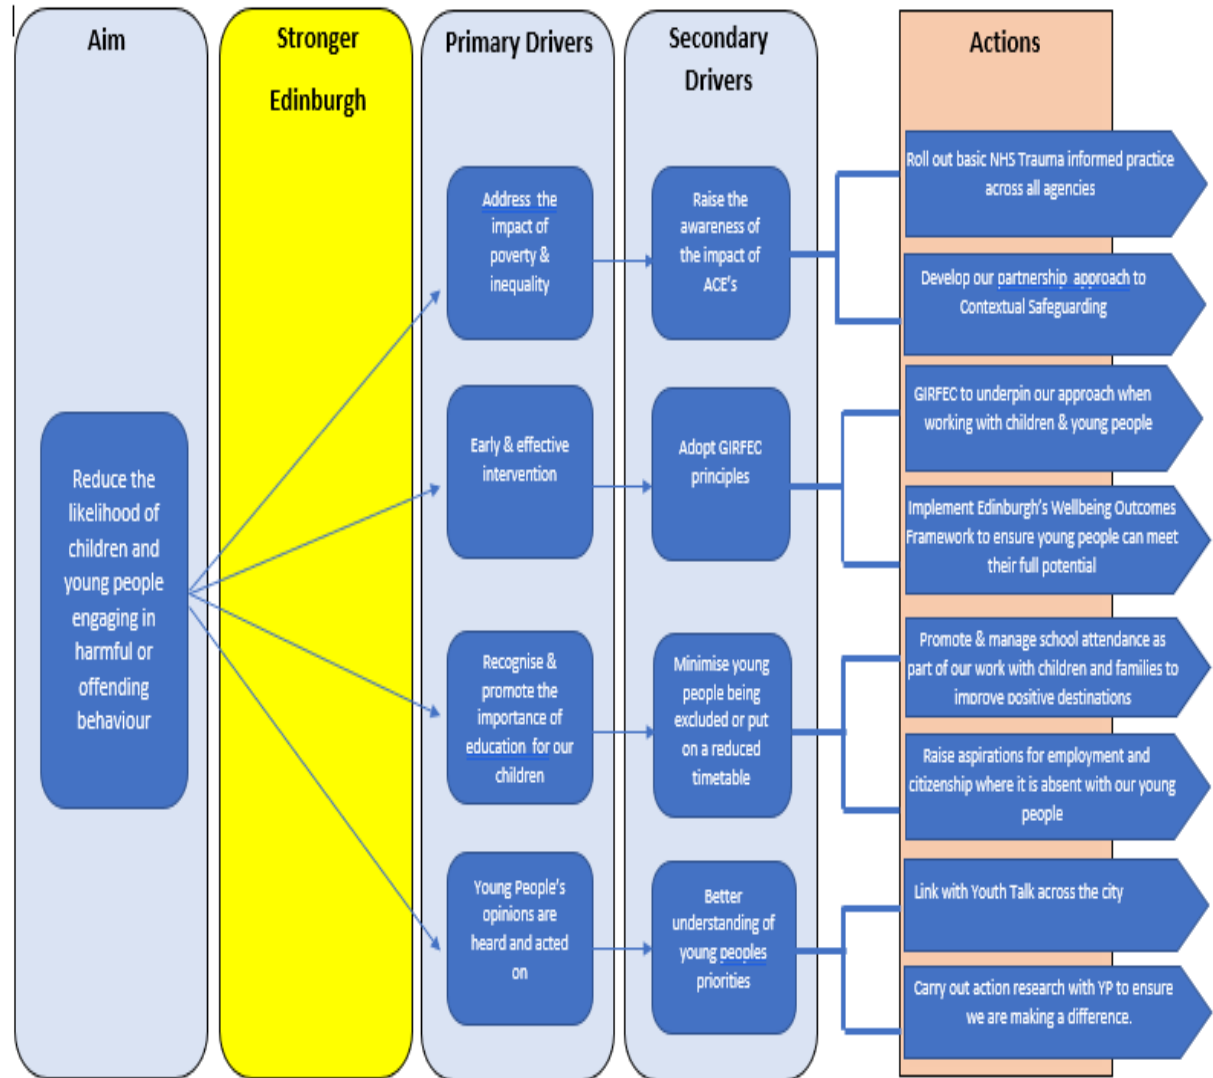 Aim
Stronger
Edinburgh
Primary Drivers
Secondary
Drivers
Actions
Reduce the
likelihood of
children and
young people
engaging in
harmful or
offending
behaviour
Address the
impact of
poverty &
inequality
Raise the
awareness of
the impact of
ACE's
Roll out basic NHS Trauma informed practice
across all agencies
Develop our partnership approach to
Contextual Safeguarding
Early & effective
intervention
Adopt GIRFEC
principles
GIRFEC to underpin our approach when
working with children & young people
Implement Edinburgh's Wellbeing Outcomes
Framework to ensure young people can meet
their full potential
Recognise &
promote the
importance of
education for our
children
Minimise young
people being
excluded or put
on a reduced
timetable
Promote & manage school attendance as
part of our work with children and families to
improve positive destinations
Raise aspirations for employment and
citizenship where it is absent with our young
people
Young People's
opinions are
heard and acted
on
Better
understanding of
young peoples
priorities
Link with Youth Talk across the city
Carry out action research with YP to ensure
we are making a difference.